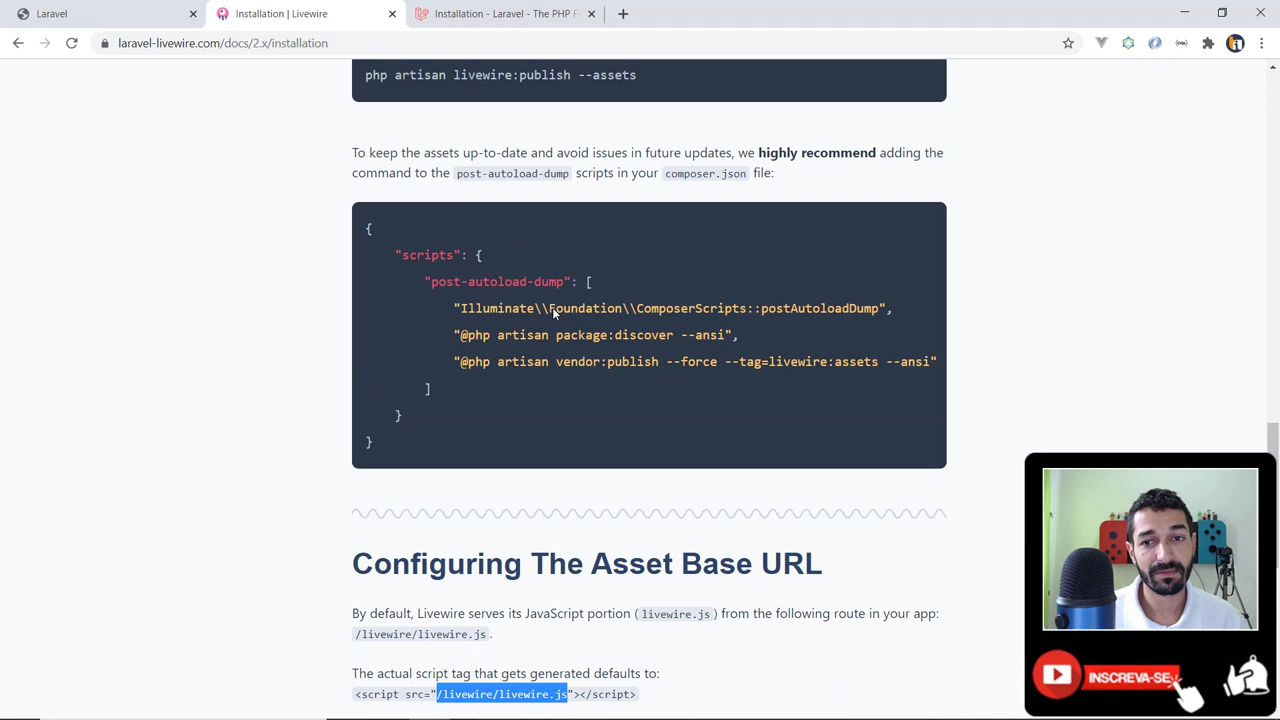 Laravel
Installation | Livewire
Installation - Laravel - The PHP F
laravel-livewire.com/docs/2.x/installation
php artisan livewire:publish --assets
To keep the assets up-to-date and avoid issues in future updates, we highly recommend adding the
command to the post-autoload-dump scripts in your composer.json file:
{
"scripts": {
"post-autoload-dump": [
"Illuminate\\Foundation\\ComposerScripts::postAutoloadDump",
"@php artisan package:discover --ansi",
"@php artisan vendor:publish --force --tag=livewire:assets --ansi"
]
}
}
Configuring The Asset Base URL
By default, Livewire serves its JavaScript portion ( livewire.js ) from the following route in your app:
/livewire/livewire.js .
The actual script tag that gets generated defaults to:
<script src="/livewire/livewire.js"></script>
INSCREVA-SE